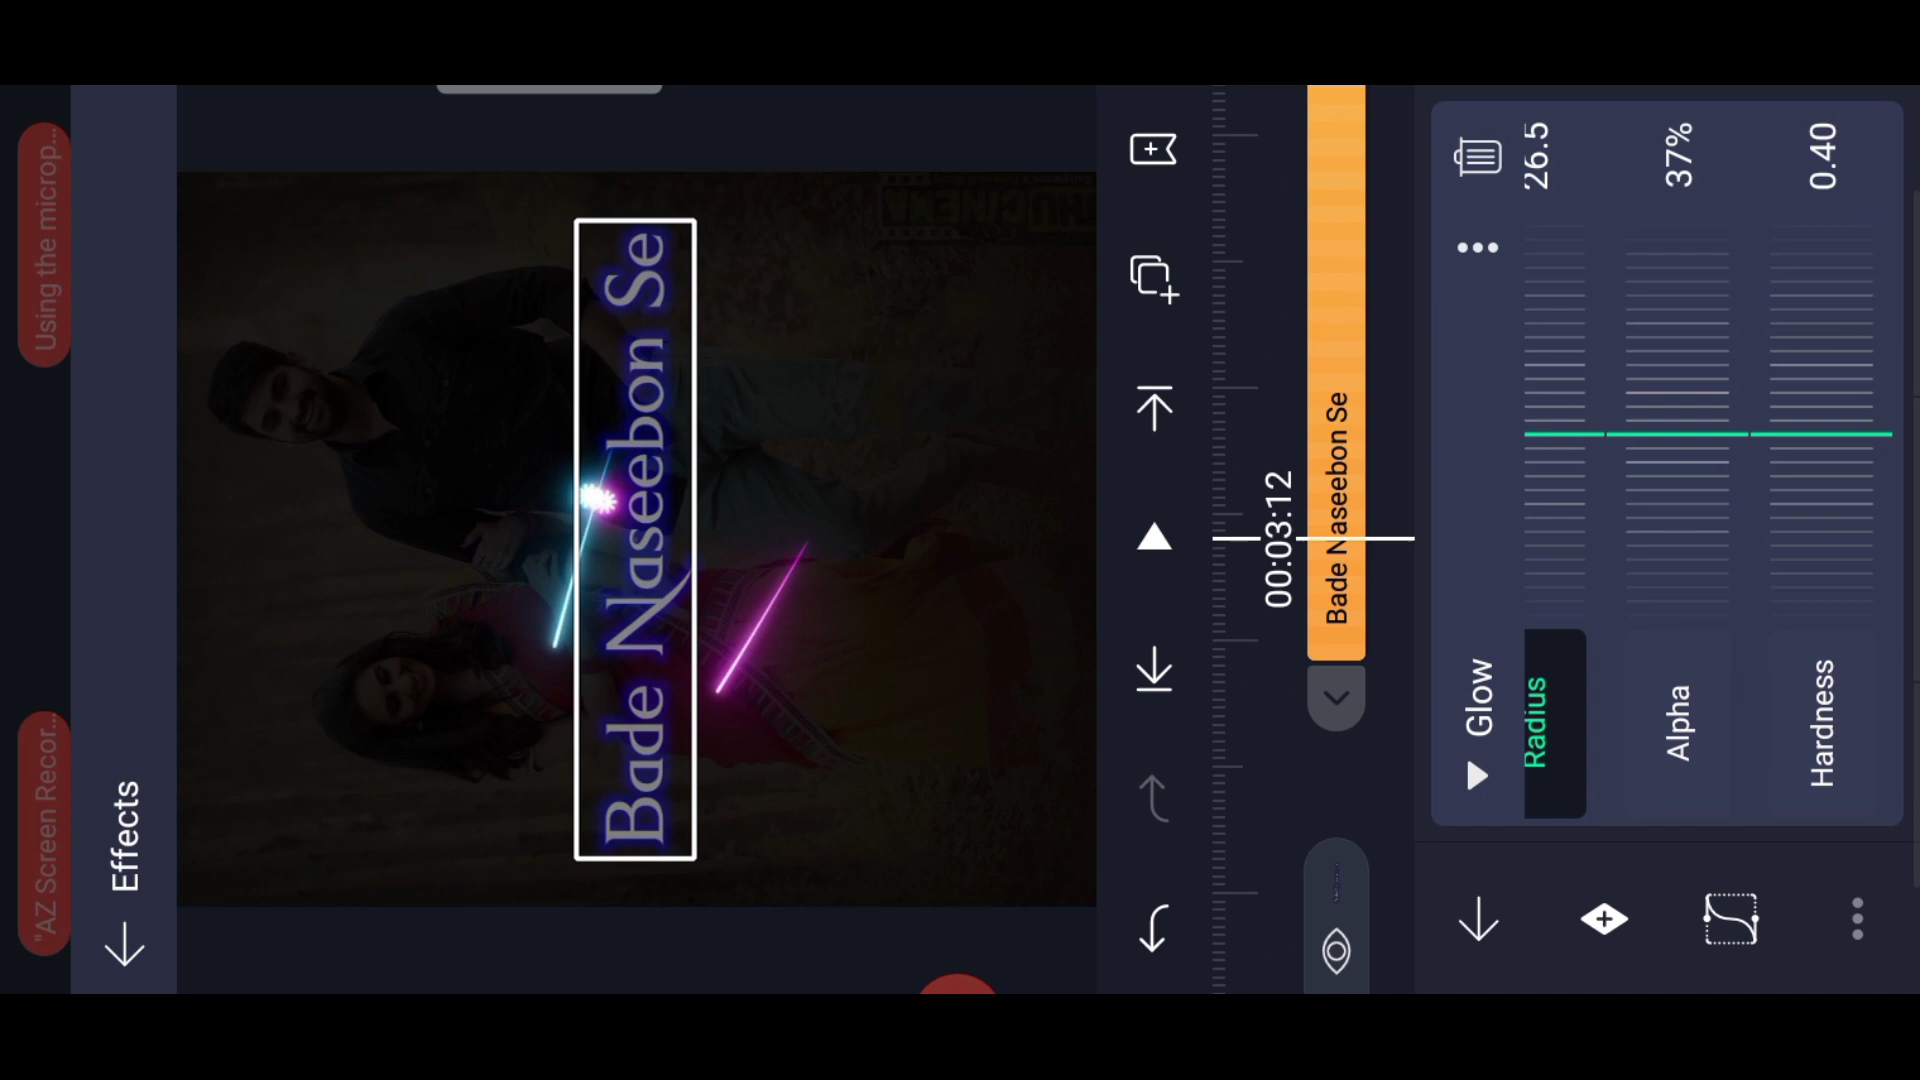 "AZ Screen Recor...
Using the microp...
Effects
Bade Naseebon Se
00:03:12
Bade Naseebon Se
Glow
Radius
26.5
Alpha
37%
Hardness
0.40